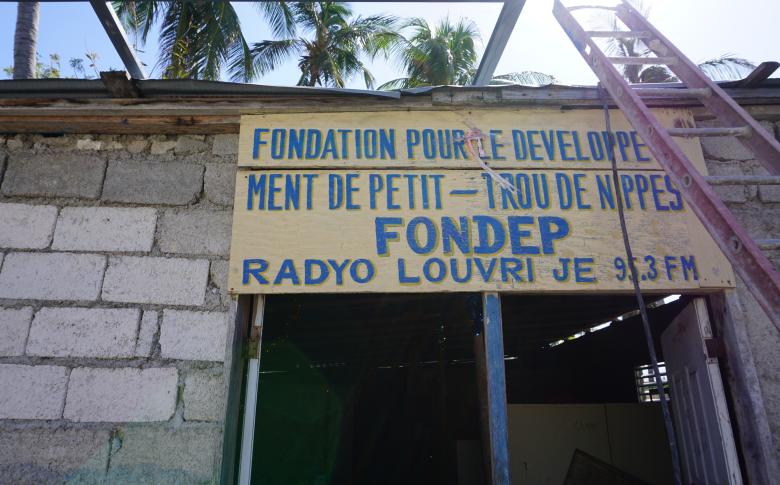 FONDATION POUR LE DEVELOPPE
MENT DE PETIT – TROU DE NIPPES
FONDEP
RADYO LOUVRI JE 95.3 FM